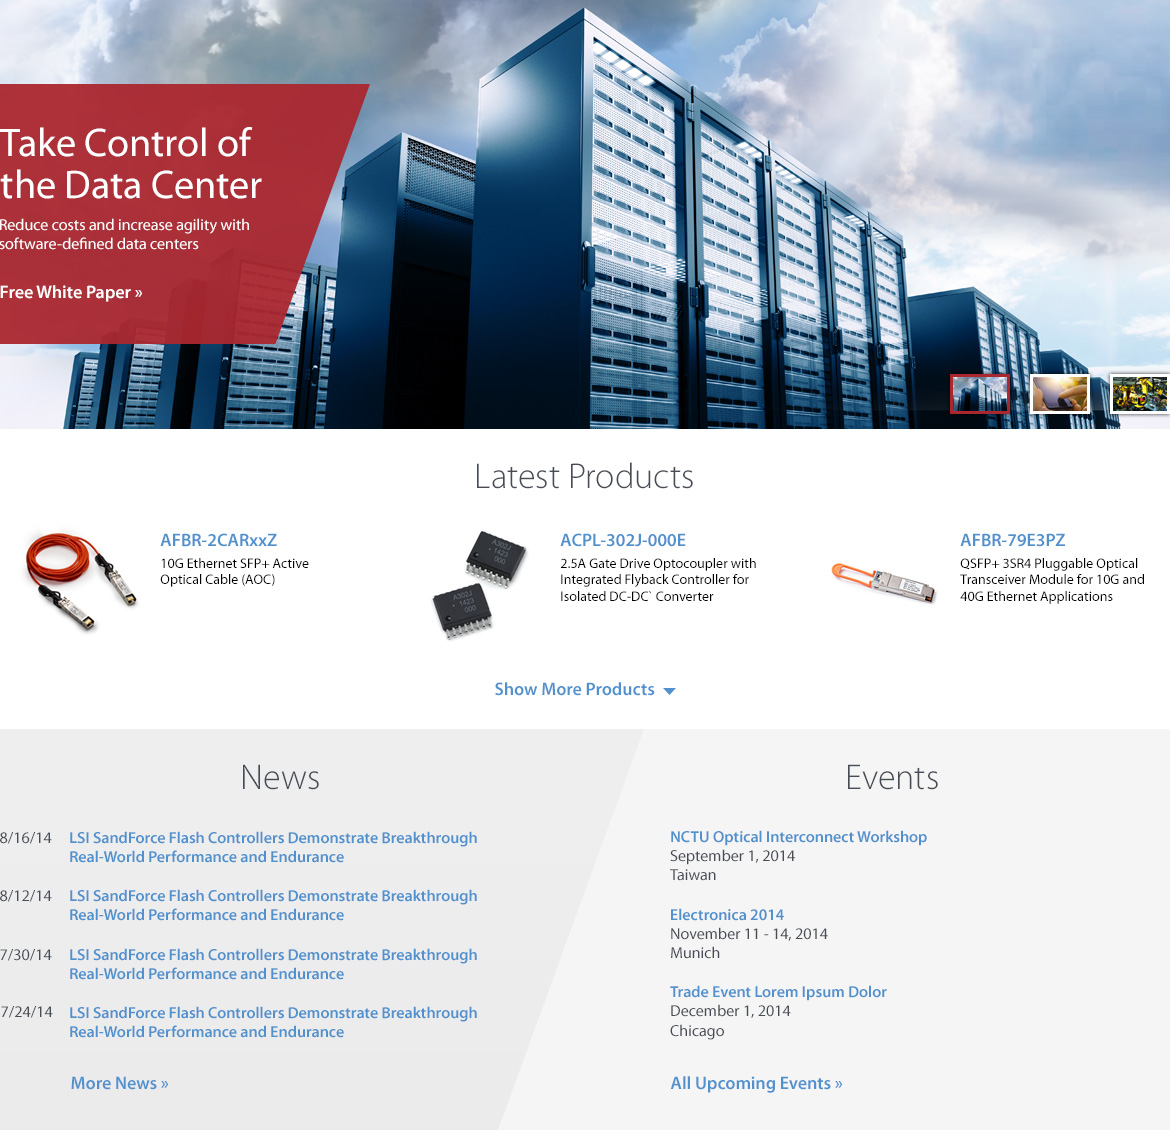 Take Control of
the Data Center
Reduce costs and increase agility with
software-defined data centers
Free White Paper »
Latest Products
AFBR-2CARxxZ
10G Ethernet SFP+ Active
Optical Cable (AOC)
A302J
1423
000
A302J
1423
000
ACPL-302J-000E
2.5A Gate Drive Optocoupler with
Integrated Flyback Controller for
Isolated DC-DC` Converter
AFBR-79E3PZ
QSFP+ 3SR4 Pluggable Optical
Transceiver Module for 10G and
40G Ethernet Applications
Show More Products
News
8/16/14 LSI SandForce Flash Controllers Demonstrate Breakthrough
Real-World Performance and Endurance
8/12/14 LSI SandForce Flash Controllers Demonstrate Breakthrough
Real-World Performance and Endurance
7/30/14 LSI SandForce Flash Controllers Demonstrate Breakthrough
Real-World Performance and Endurance
7/24/14 LSI SandForce Flash Controllers Demonstrate Breakthrough
Real-World Performance and Endurance
More News »
Events
NCTU Optical Interconnect Workshop
September 1, 2014
Taiwan
Electronica 2014
November 11 - 14, 2014
Munich
Trade Event Lorem Ipsum Dolor
December 1, 2014
Chicago
All Upcoming Events »